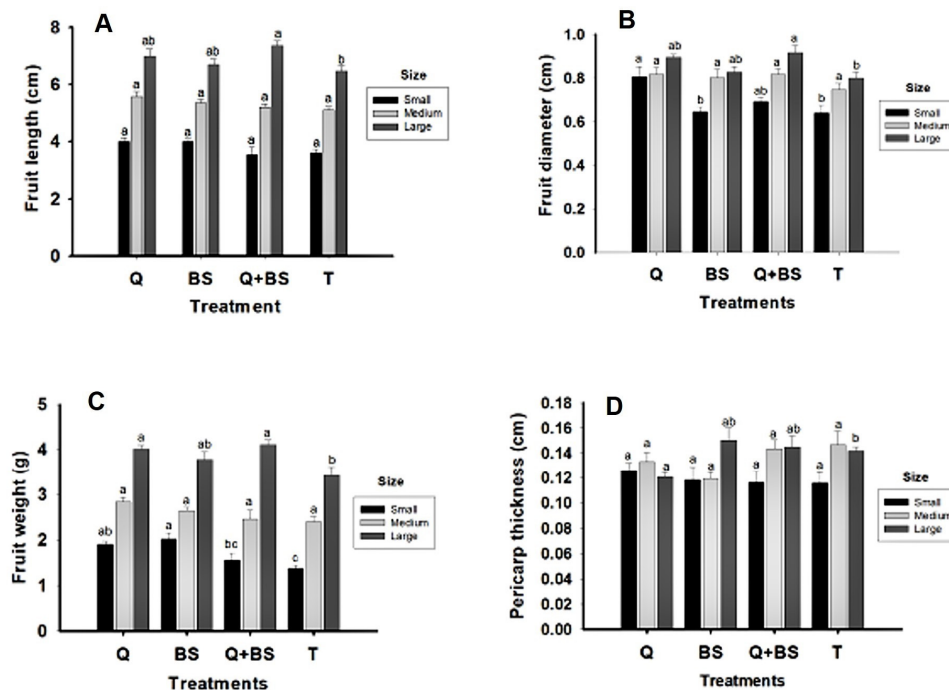 A
Fruit length (cm)
8
6
4
2
0
a a ab
a a ab
a a a
a a b
Q BS Q+BS T
Treatment
Size
Small
Medium
Large
B
Fruit diameter (cm)
1.0
0.8
0.6
0.4
0.2
0.0
a a ab
b a ab
ab a a
b a b
Q BS Q+BS T
Treatments
Size
Small
Medium
Large
C
Fruit weight (g)
5
4
3
2
1
0
ab a a
a a ab
bc a a
c a b
Q BS Q+BS T
Treatments
Size
Small
Medium
Large
D
Pericarp thickness (cm)
0.18
0.16
0.14
0.12
0.10
0.08
0.06
0.04
0.02
0.00
a a a
a a ab
a a ab
a a b
Q BS Q+BS T
Treatments
Size
Small
Medium
Large